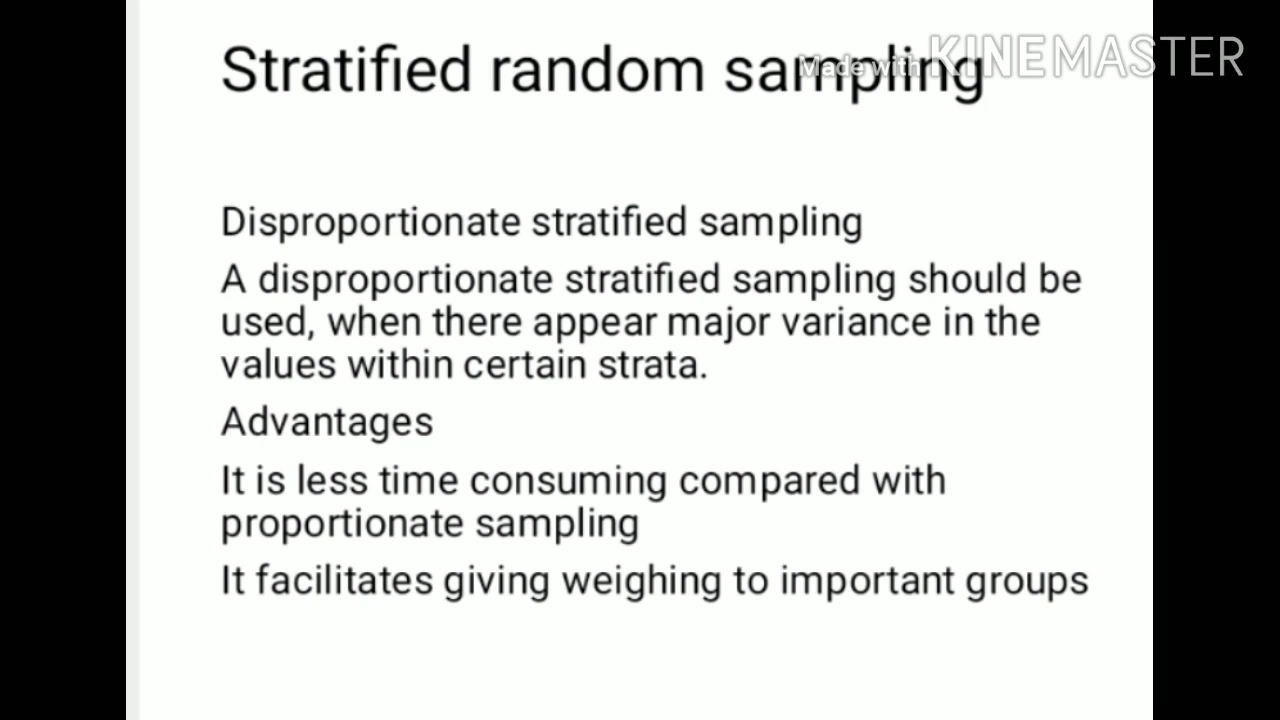 Stratified random sampling
Made with KINEMASTER
Disproportionate stratified sampling
A disproportionate stratified sampling should be
used, when there appear major variance in the
values within certain strata.
Advantages
It is less time consuming compared with
proportionate sampling
It facilitates giving weighing to important groups